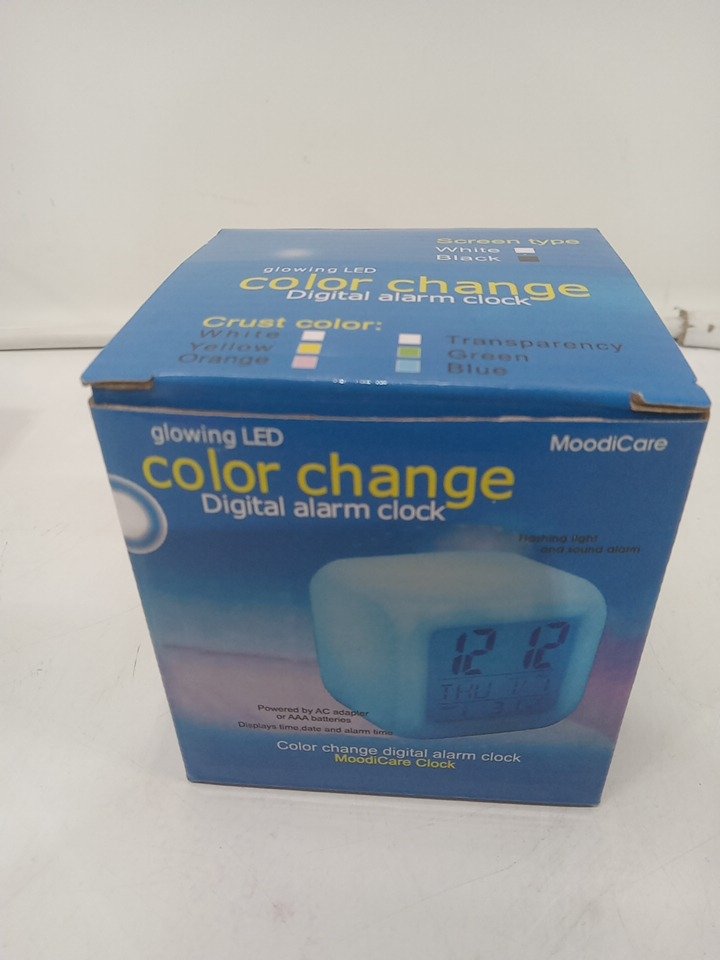 Screen type
White
Black
glowing LED
color change
Digital alarm clock
Crust color:
White
Transparency
Yellow
Green
Orange
Blue
glowing LED
MoodiCare
color change
Digital alarm clock
Flashing light
and sound alarm
12 12
THU
Powered by AC adapter
or AAA batteries
Displays time,date and alarm time
Color change digital alarm clock
MoodiCare Clock